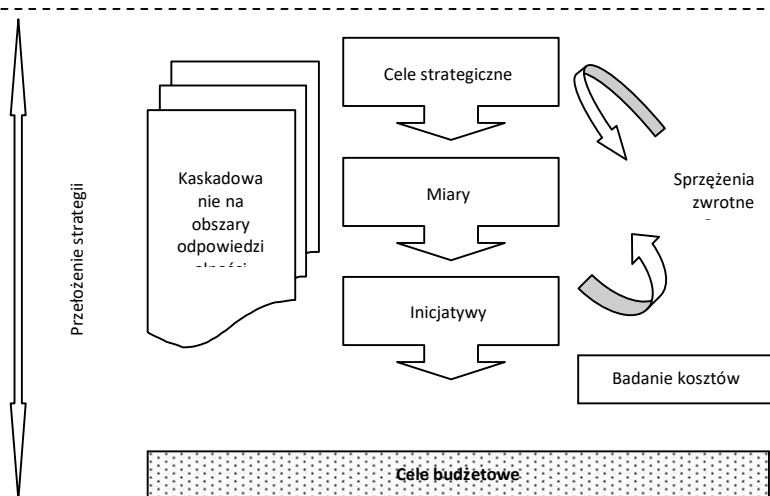 Cele strategiczne
Przełożenie strategii
Kaskadowa
nie na
obszary
odpowiedzi
Miary
Sprzężenia
zwrotne
Inicjatywy
Badanie kosztów
Cele budżetowe